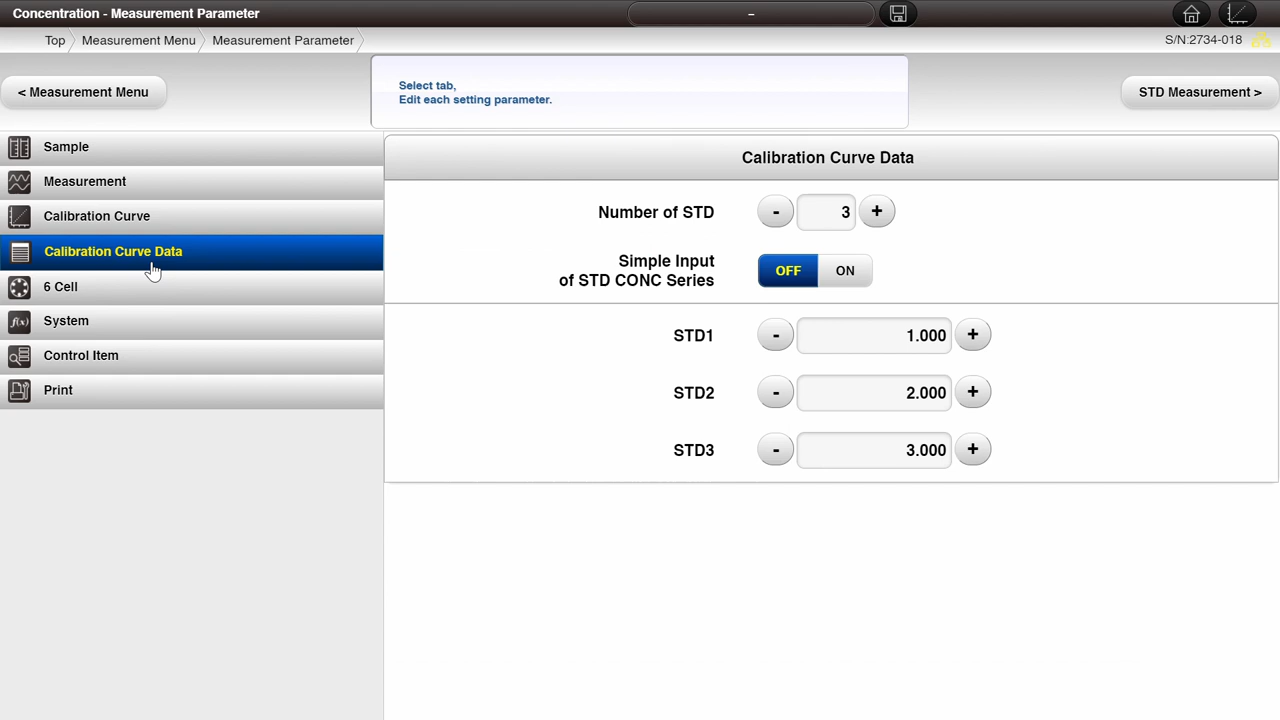 Concentration - Measurement Parameter
–
Top
Measurement Menu
Measurement Parameter
S/N:2734-018
< Measurement Menu
Select tab,
Edit each setting parameter.
STD Measurement >
Sample
Measurement
Calibration Curve
Calibration Curve Data
6 Cell
f(x)
System
Control Item
Print
Calibration Curve Data
Number of STD
- 3 +
Simple Input
of STD CONC Series
OFF ON
STD1 - 1.000 +
STD2 - 2.000 +
STD3 - 3.000 +